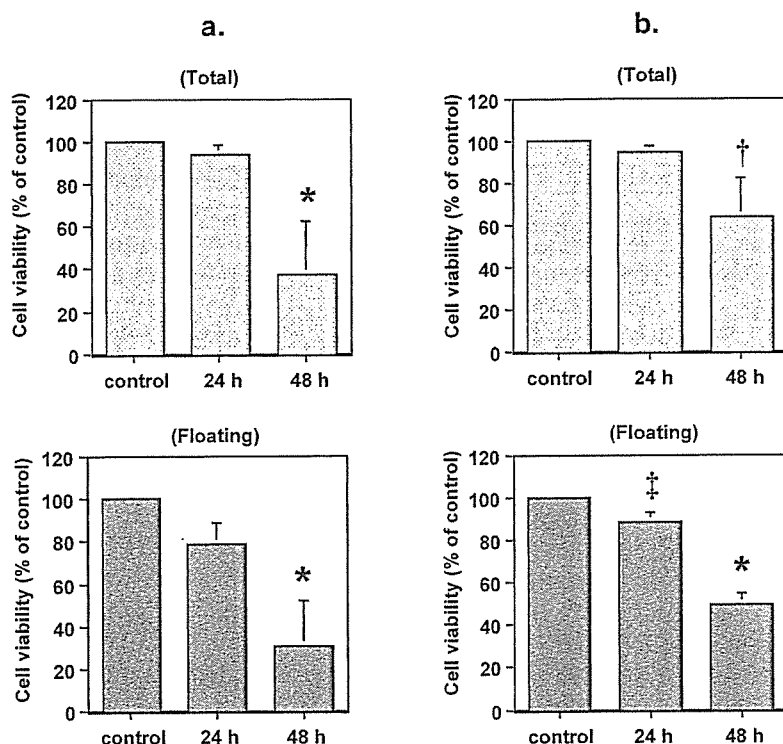 a.
(Total)
Cell viability (% of control)
120
100
80
60
40
20
0
*
control 24 h 48 h
(Floating)
Cell viability (% of control)
120
100
80
60
40
20
0
*
control 24 h 48 h
b.
(Total)
Cell viability (% of control)
120
100
80
60
40
20
0
†
control 24 h 48 h
(Floating)
Cell viability (% of control)
120
100
80
60
40
20
0
‡
*
control 24 h 48 h